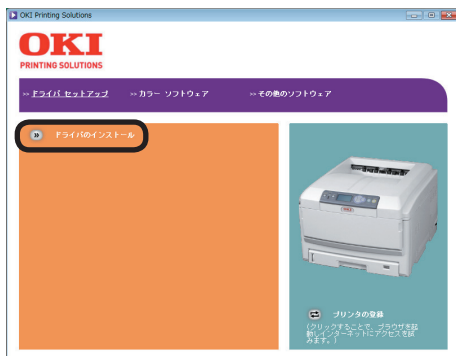 OKI Printing Solutions
OKI
PRINTING SOLUTIONS
>> ドライバ セットアップ >> カラー ソフトウェア >> その他のソフトウェア
ドライバのインストール
プリンタの登録
(クリックすることで、ブラウザを起
動しインターネットにアクセスを試
みます。)